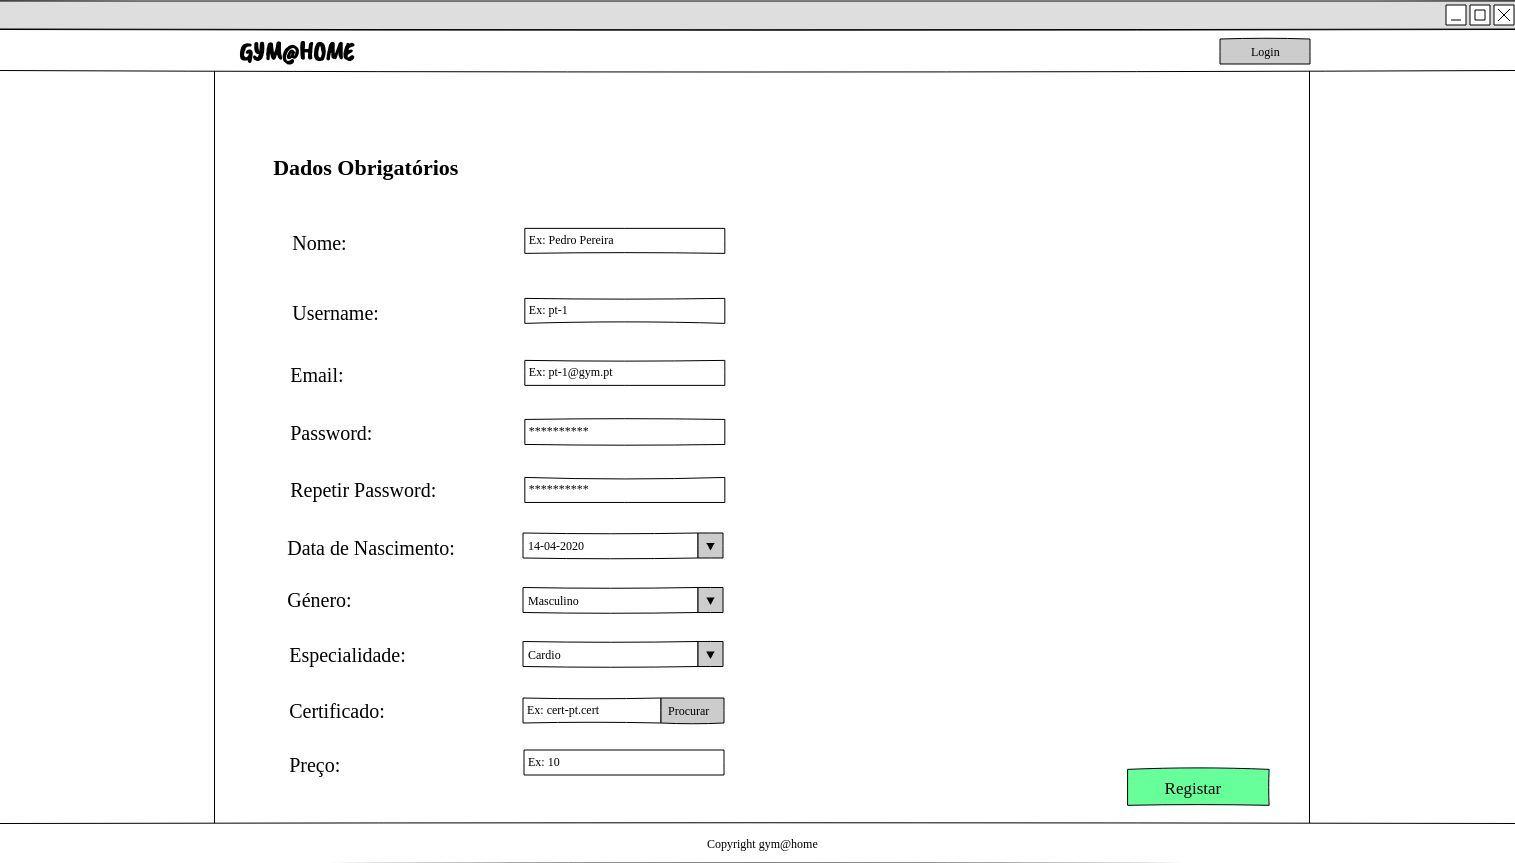 GYM@HOME
Login
Dados Obrigatórios
Nome:
Ex: Pedro Pereira
Username:
Ex: pt-1
Email:
Ex: pt-1@gym.pt
Password:
**********
Repetir Password:
**********
Data de Nascimento:
14-04-2020
Género:
Masculino
Especialidade:
Cardio
Certificado:
Ex: cert-pt.cert
Procurar
Preço:
Ex: 10
Registar
Copyright gym@home